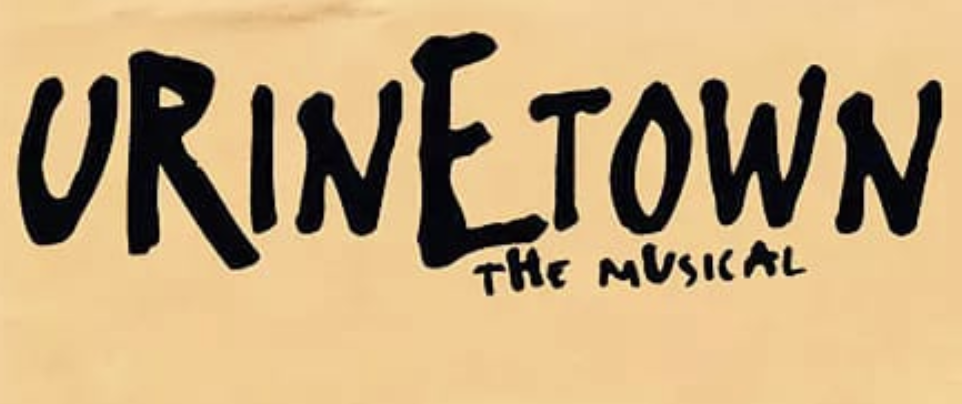 URINETOWN
THE MUSICAL